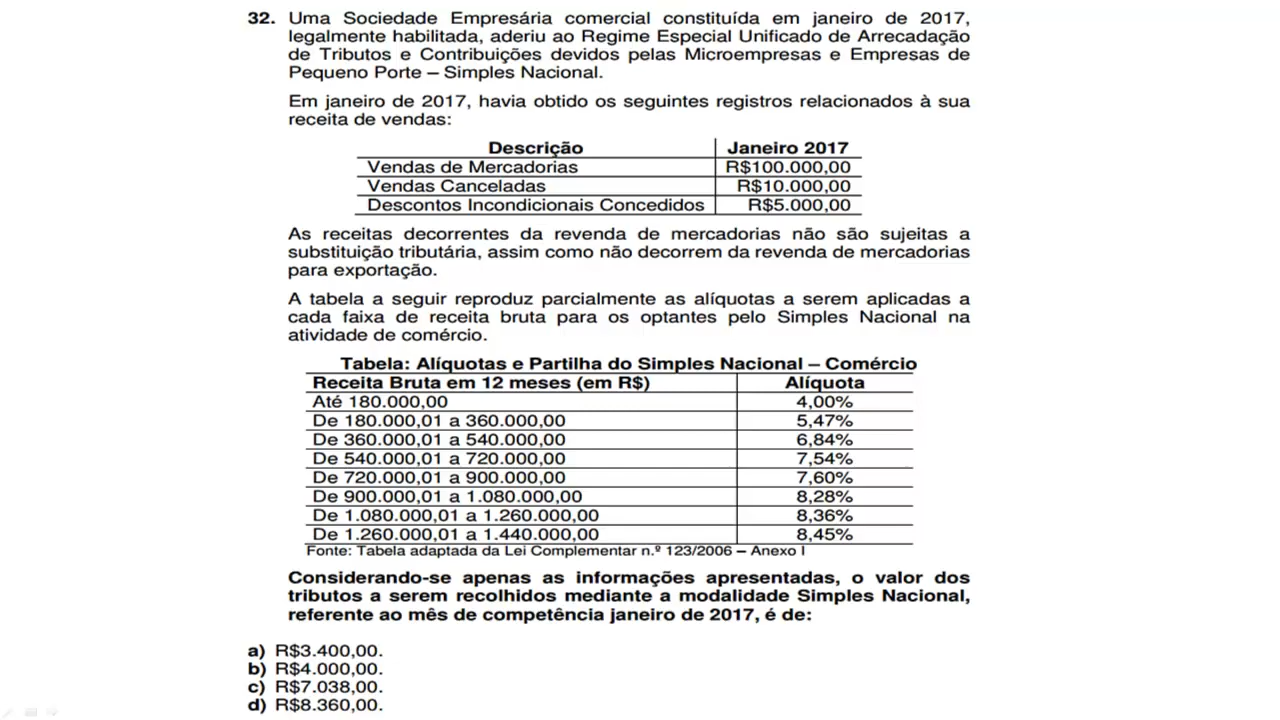 32. Uma Sociedade Empresária comercial constituída em janeiro de 2017,
legalmente habilitada, aderiu ao Regime Especial Unificado de Arrecadação
de Tributos e Contribuições devidos pelas Microempresas e Empresas de
Pequeno Porte – Simples Nacional.
Em janeiro de 2017, havia obtido os seguintes registros relacionados à sua
receita de vendas:
Descrição Janeiro 2017
Vendas de Mercadorias R$100.000,00
Vendas Canceladas R$10.000,00
Descontos Incondicionais Concedidos R$5.000,00
As receitas decorrentes da revenda de mercadorias não são sujeitas a
substituição tributária, assim como não decorrem da revenda de mercadorias
para exportação.
A tabela a seguir reproduz parcialmente as alíquotas a serem aplicadas a
cada faixa de receita bruta para os optantes pelo Simples Nacional na
atividade de comércio.
Tabela: Alíquotas e Partilha do Simples Nacional – Comércio
Receita Bruta em 12 meses (em R$) Alíquota
Até 180.000,00 4,00%
De 180.000,01 a 360.000,00 5,47%
De 360.000,01 a 540.000,00 6,84%
De 540.000,01 a 720.000,00 7,54%
De 720.000,01 a 900.000,00 7,60%
De 900.000,01 a 1.080.000,00 8,28%
De 1.080.000,01 a 1.260.000,00 8,36%
De 1.260.000,01 a 1.440.000,00 8,45%
Fonte: Tabela adaptada da Lei Complementar n.º 123/2006 – Anexo I
Considerando-se apenas as informações apresentadas, o valor dos
tributos a serem recolhidos mediante a modalidade Simples Nacional,
referente ao mês de competência janeiro de 2017, é de:
a) R$3.400,00.
b) R$4.000,00.
c) R$7.038,00.
d) R$8.360,00.